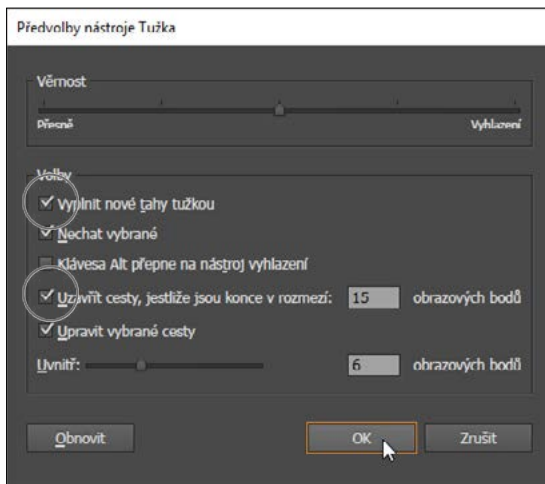 Předvolby nástroje Tužka
Věrnost
Přesně Vyhlazení
Volby
Vyplnit nové tahy tužkou
Nechat vybrané
Klávesa Alt přepne na nástroj vyhlazení
Uzavřít cesty, jestliže jsou konce v rozmezí: 15 obrazových bodů
Upravit vybrané cesty
Uvnitř: 6 obrazových bodů
Obnovit OK Zrušit